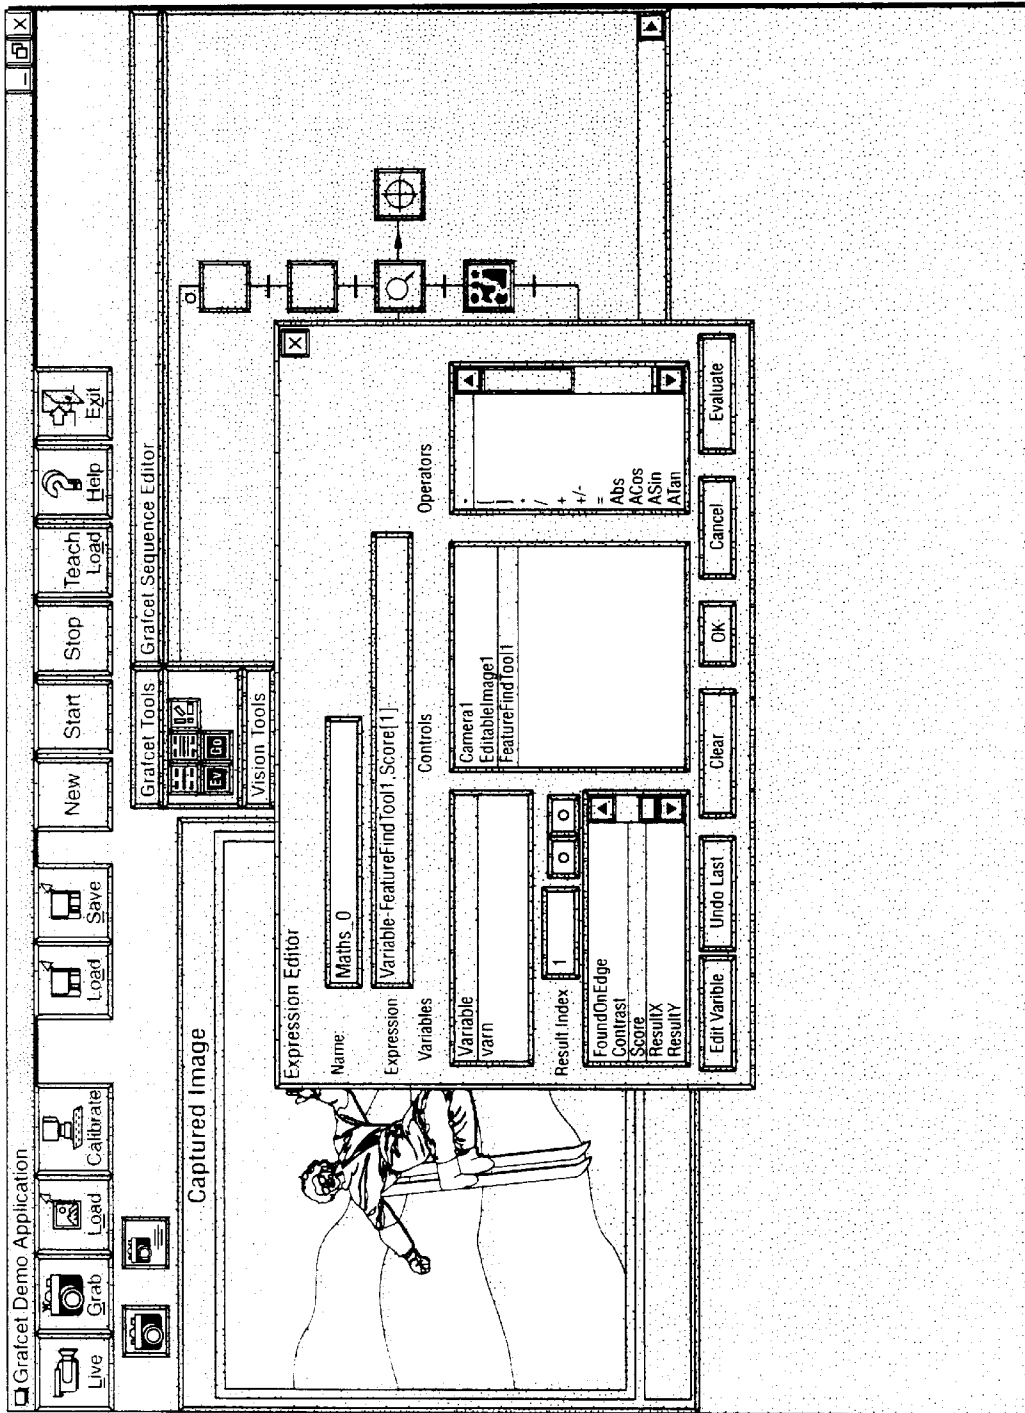 Grafcet Demo Application
Live
Grab
Load
Calibrate
Load
Save
New
Start
Stop
Teach
Load
Help
Exit
Captured Image
Grafcet Tools
EV
Go
Vision Tools
Grafcet Sequence Editor
Expression Editor
Name:
Maths_0
Expression
Variable-FeatureFindTool1.Score[1]
Variables
Variable
varn
Controls
Camera1
EditableImage1
FeatureFindTool1
Operators
*
(
)
*
/
+
+/-
=
Abs
ACos
ASin
ATan
Result.Index
1
FoundOnEdge
Contrast
Score
ResultX
ResultY
Edit Varible
Undo Last
Clear
OK
Cancel
Evaluate